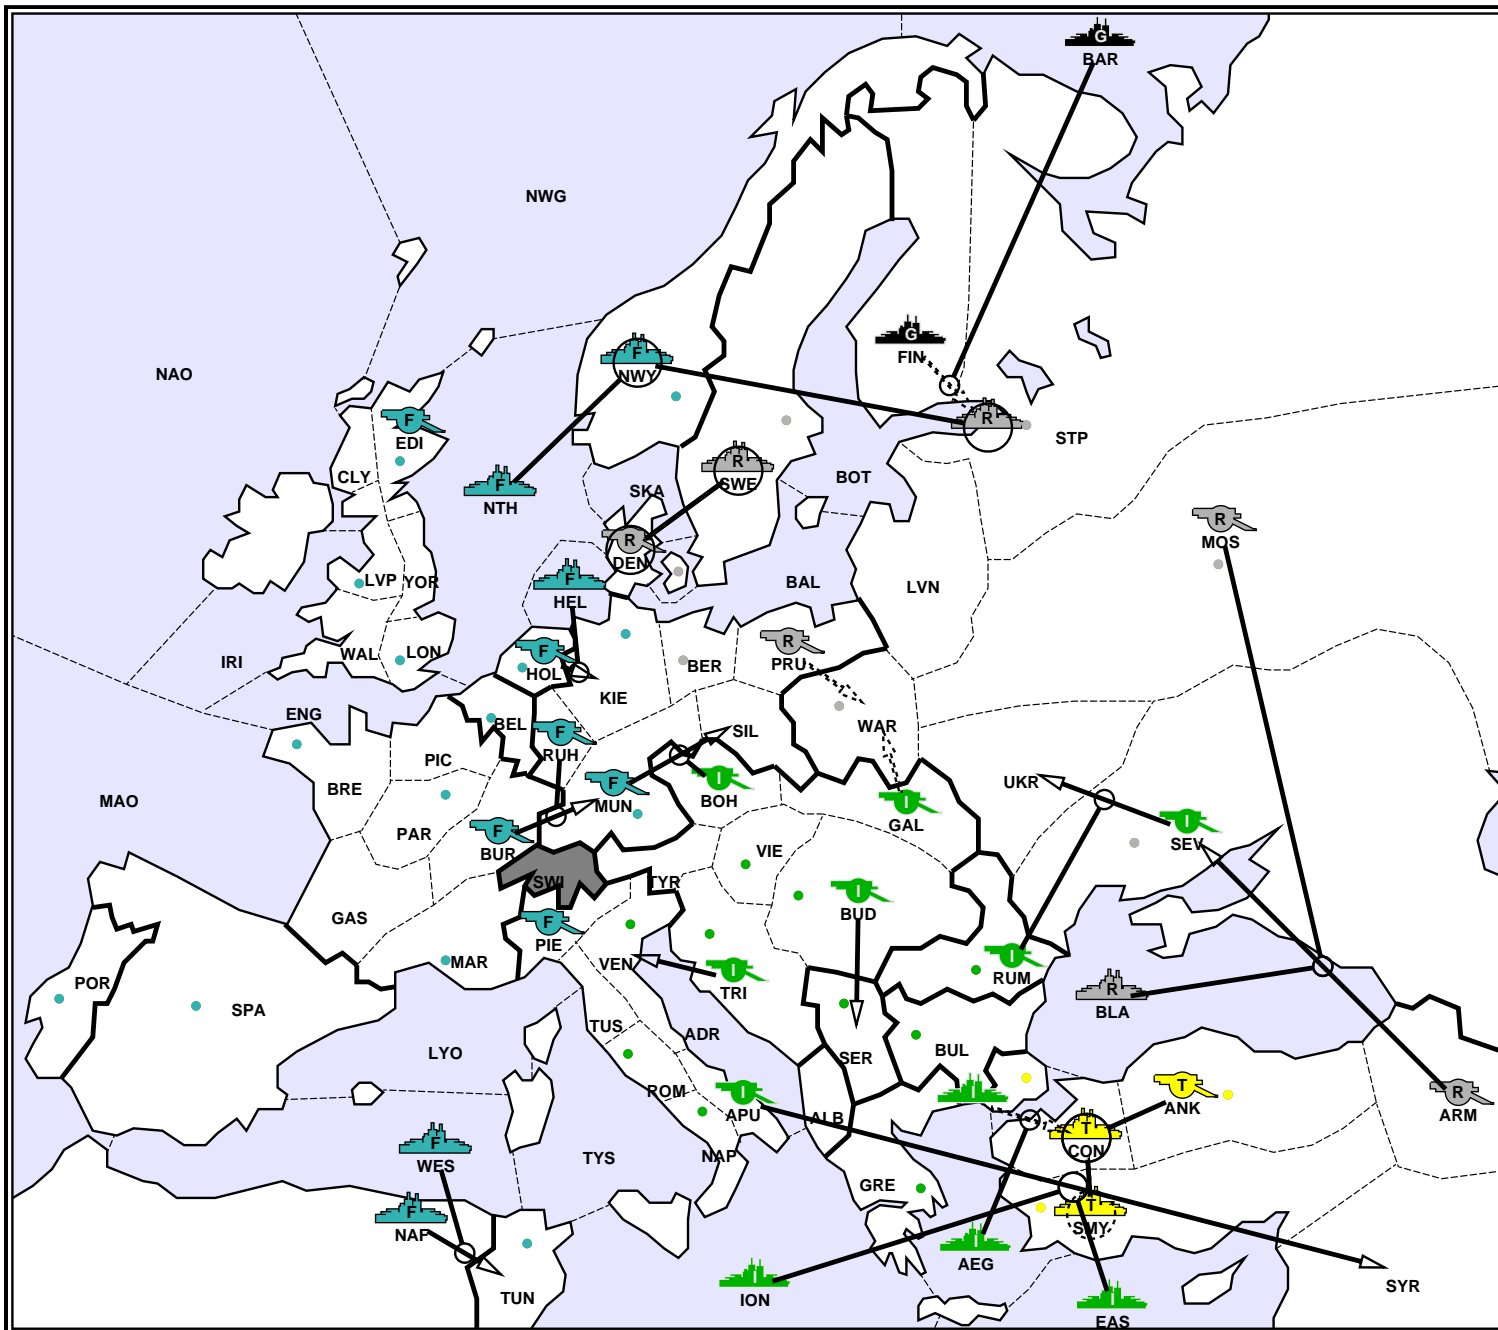 G
BAR
NWG
G
FIN
NAO
F
NWY
F
EDI
R
STP
R
SWE
CLY
F
NTH
SKA
BOT
R
MOS
R
DEN
LVP
YOR
F
HEL
BAL
LVN
IRI
WAL
LON
F
HOL
KIE
BER
R
PRU
ENG
BEL
F
RUH
SIL
WAR
PIC
BRE
MAO
F
MUN
I
BOH
I
GAL
UKR
I
SEV
PAR
F
BUR
VIE
SWI
TYR
I
BUD
GAS
F
PIE
MAR
VEN
I
TRI
I
RUM
POR
SPA
R
BLA
TUS
ADR
LYO
SER
BUL
ROM
I
APU
ALB
I
T
ANK
R
ARM
T
CON
F
WES
TYS
NAP
GRE
F
NAF
T
SMY
I
AEG
I
ION
TUN
I
EAS
SYR